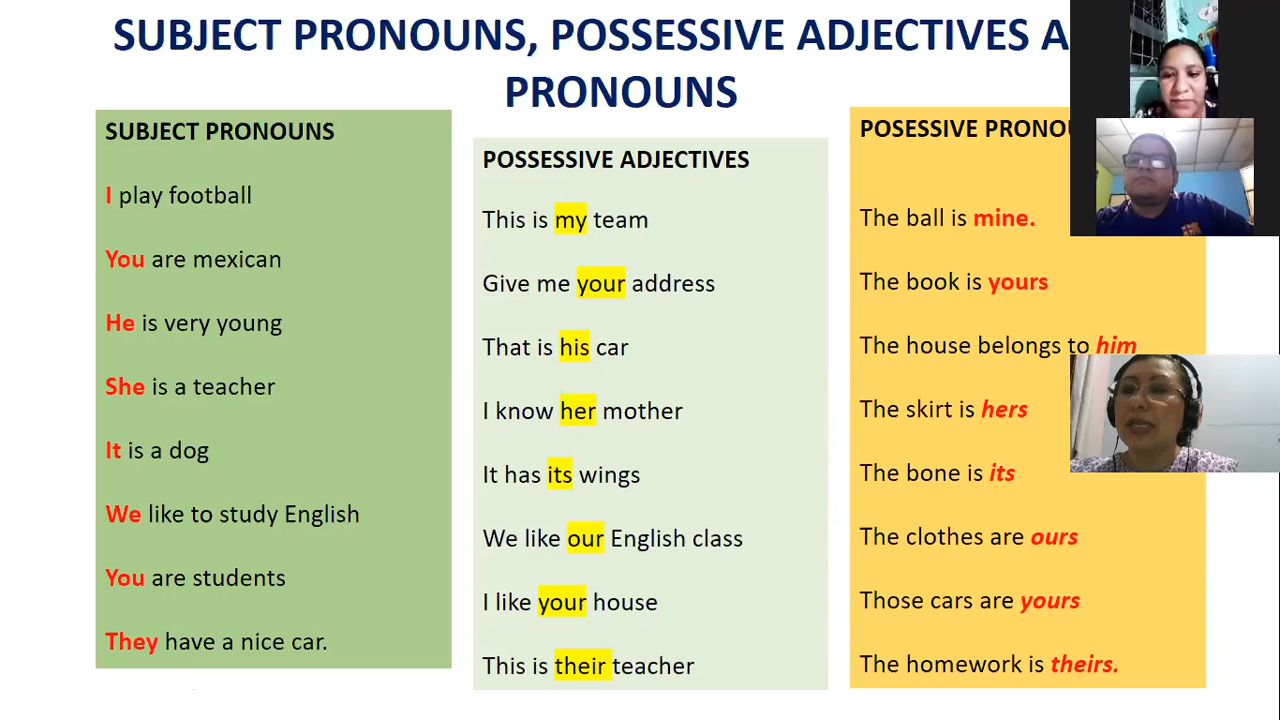 SUBJECT PRONOUNS, POSSESSIVE ADJECTIVES A
PRONOUNS
SUBJECT PRONOUNS
I play football
You are mexican
He is very young
She is a teacher
It is a dog
We like to study English
You are students
They have a nice car.
POSSESSIVE ADJECTIVES
This is my team
Give me your address
That is his car
I know her mother
It has its wings
We like our English class
I like your house
This is their teacher
POSESSIVE PRONOU
The ball is mine.
The book is yours
The house belongs to him
The skirt is hers
The bone is its
The clothes are ours
Those cars are yours
The homework is theirs.